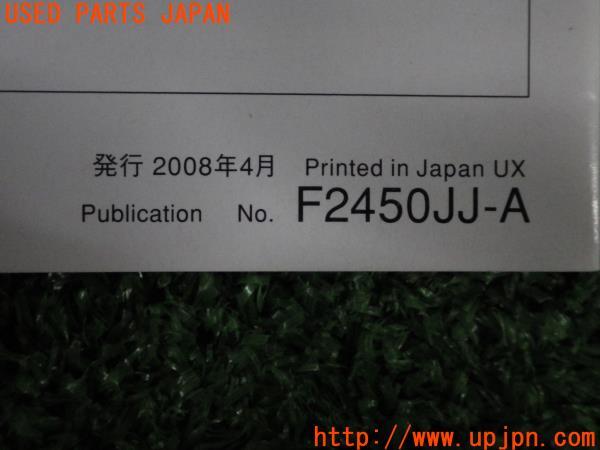 USED PARTS JAPAN
発行 2008年4月 Printed in Japan UX
Publication No. F2450JJ-A
http://www.upjpn.com/